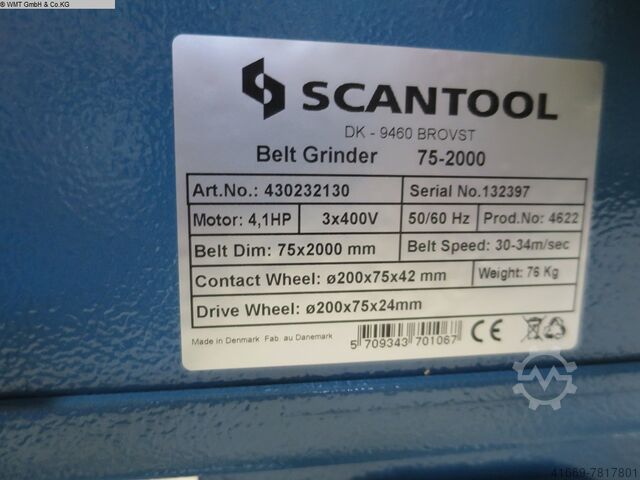 © WMT GmbH & Co.KG
SCANTOOL
DK - 9460 BROVST
Belt Grinder 75-2000
Art.No.: 430232130 Serial No.132397
Motor: 4,1HP 3x400V 50/60 Hz Prod.No: 4622
Belt Dim: 75x2000 mm Belt Speed: 30-34m/sec
Contact Wheel: ø200x75x42 mm Weight: 76 Kg
Drive Wheel: ø200x75x24mm
Made in Denmark Fab. au Danemark
5 709343 701067
CE
41689-7817801